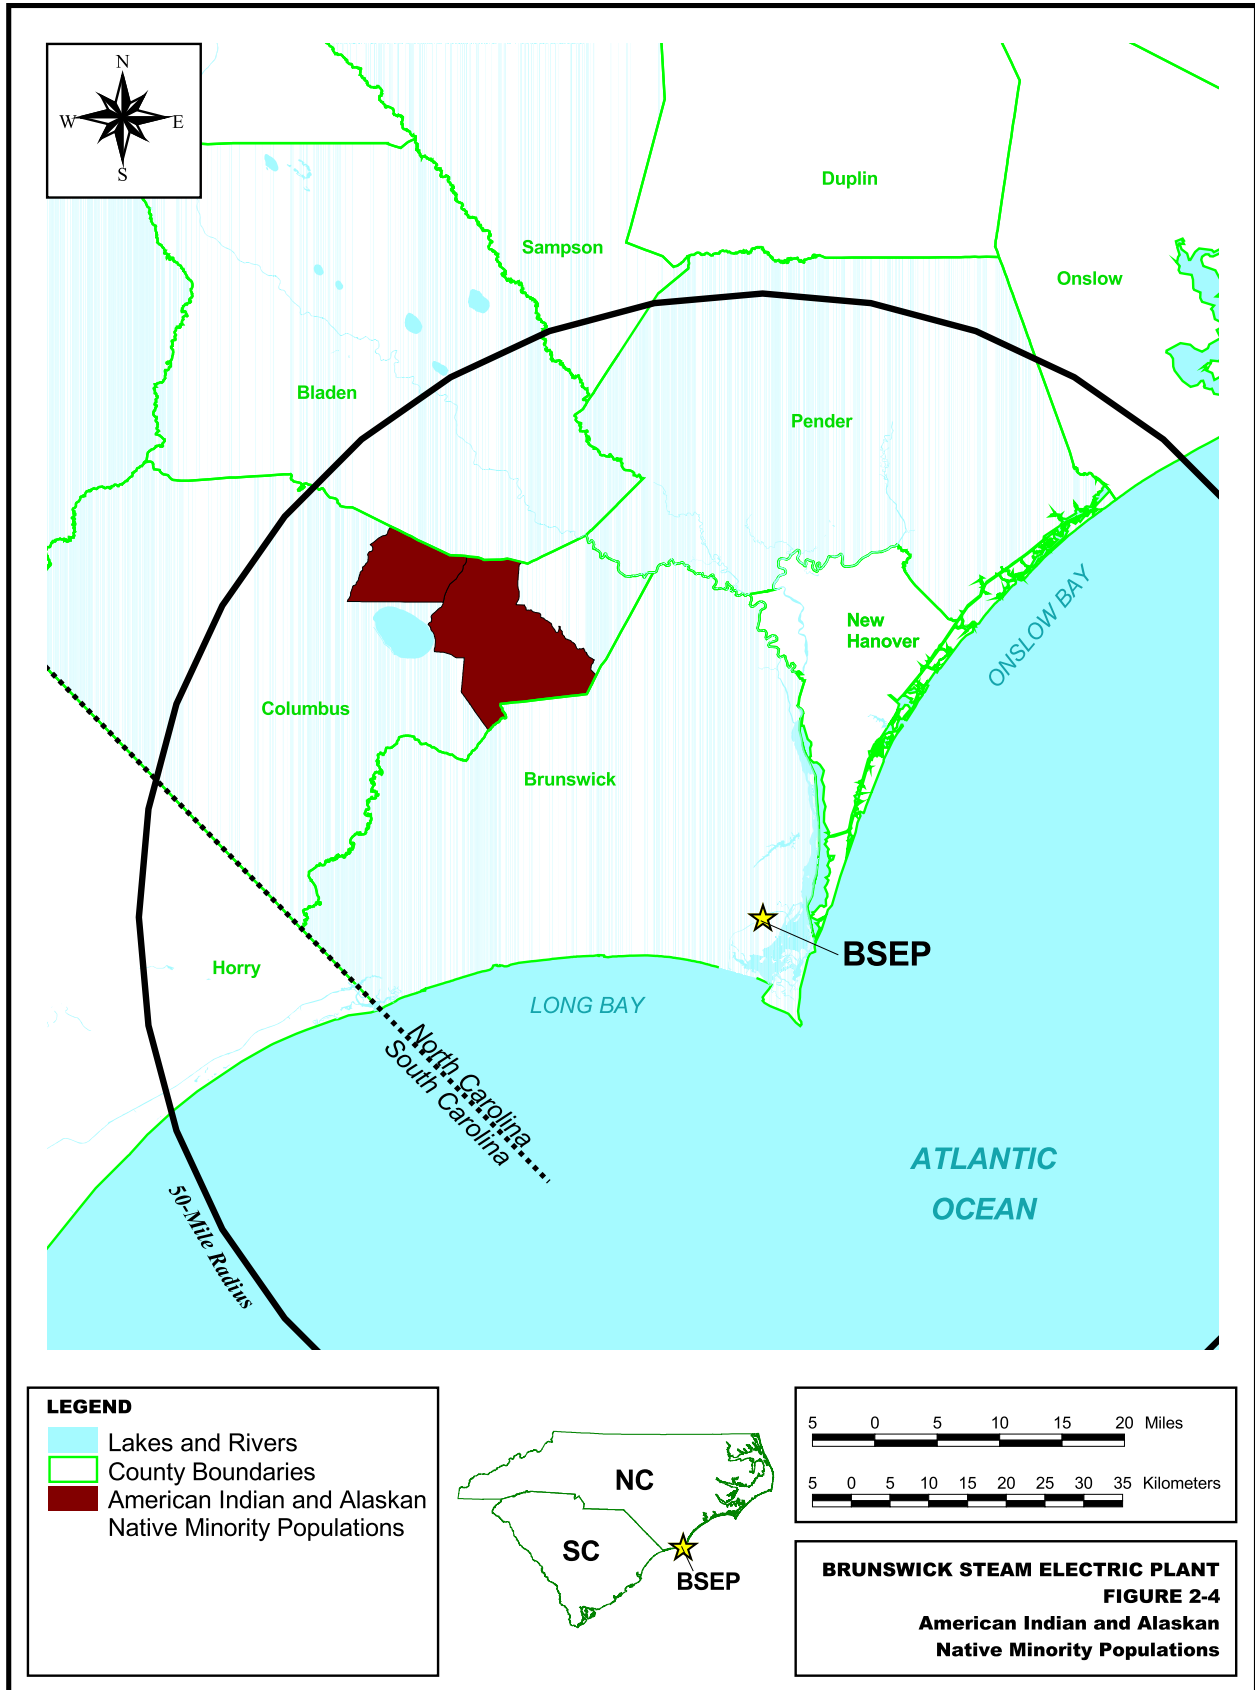 N
W E
S
Duplin
Sampson
Onslow
Bladen
Pender
ONSLOW BAY
New
Hanover
Columbus
Brunswick
BSEP
Horry
LONG BAY
North Carolina
South Carolina
ATLANTIC
OCEAN
50-Mile Radius
LEGEND
Lakes and Rivers
County Boundaries
American Indian and Alaskan
Native Minority Populations
NC
SC
BSEP
5 0 5 10 15 20 Miles
5 0 5 10 15 20 25 30 35 Kilometers
BRUNSWICK STEAM ELECTRIC PLANT
FIGURE 2-4
American Indian and Alaskan
Native Minority Populations